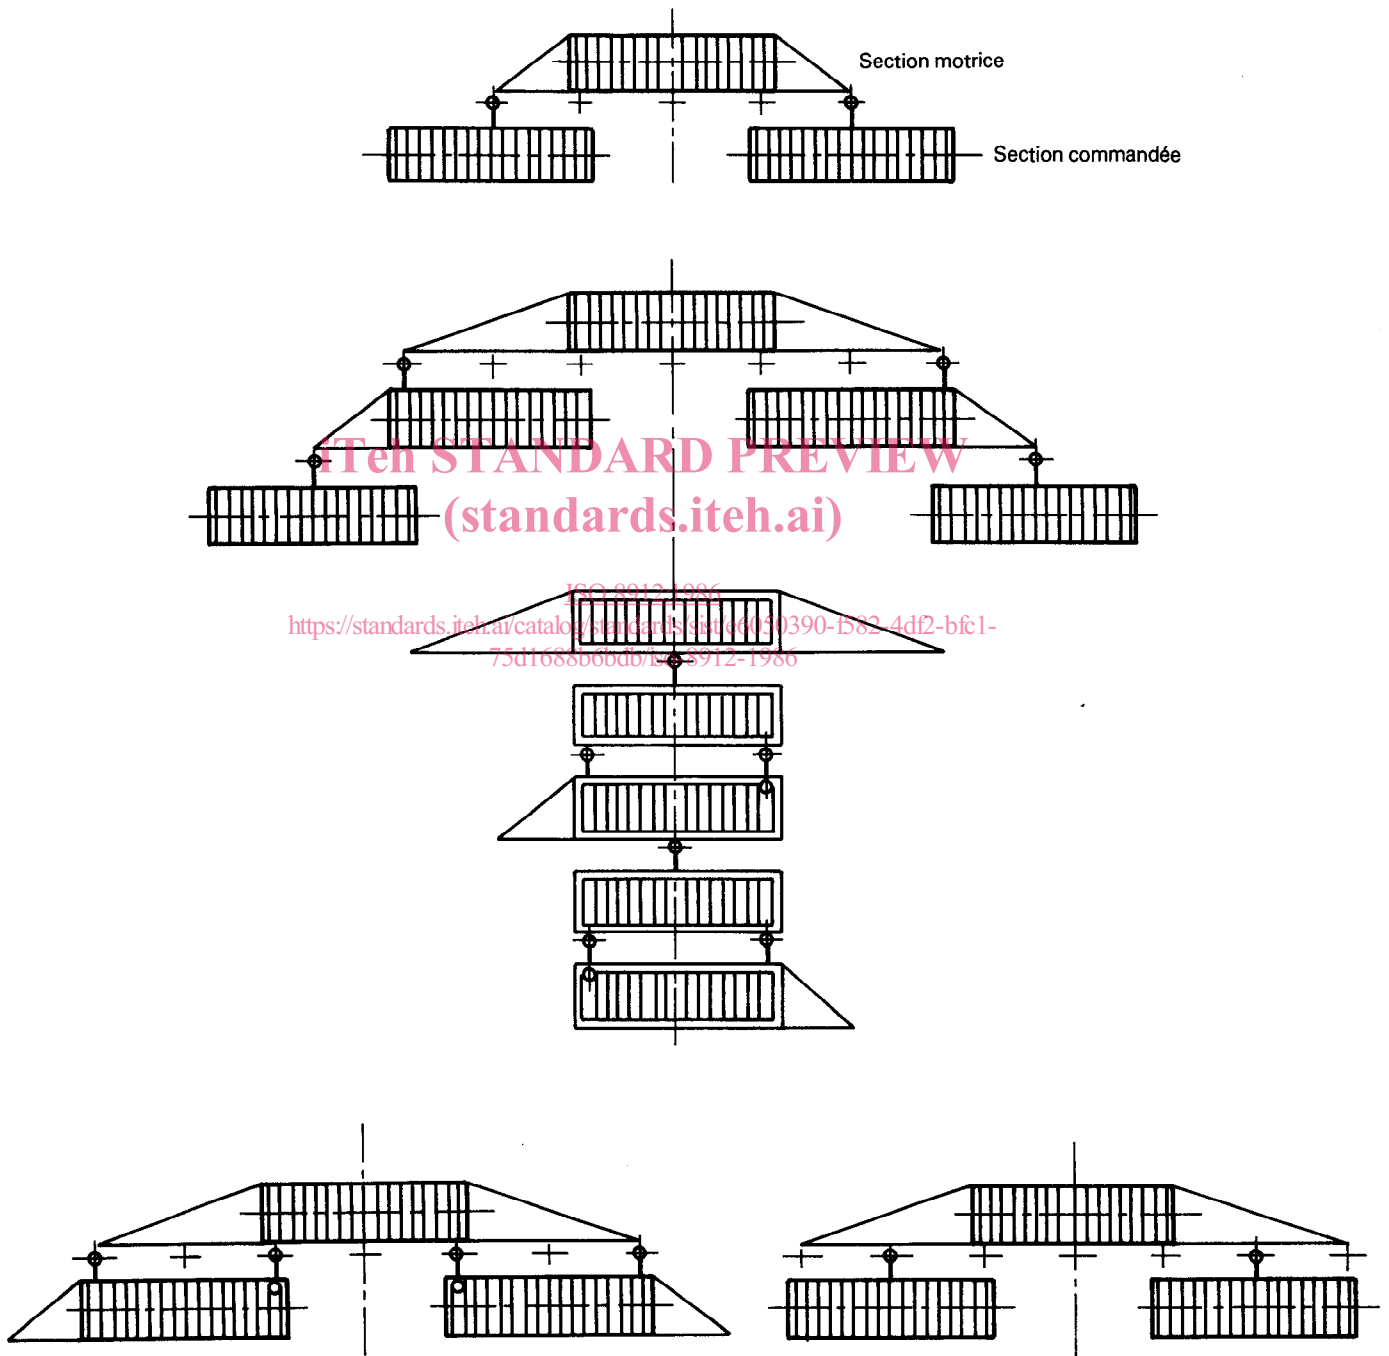 Section motrice
Section commandée
iTeh STANDARD PREVIEW
(standards.iteh.ai)
ISO 8912:1986
https://standards.iteh.ai/catalog/standards/sist/e6050390-f582-4df2-bfc1-
75d1688b6bdb/iso-8912-1986